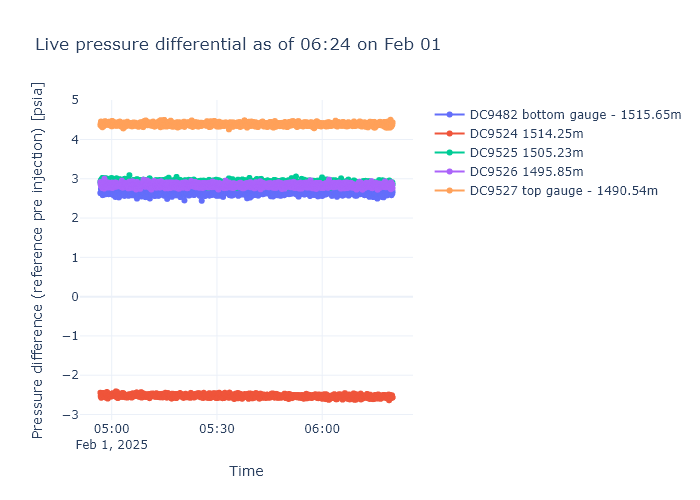 Live pressure differential as of 06:24 on Feb 01
Pressure difference (reference pre injection) [psia]
5
4
3
2
1
0
−1
−2
−3
05:00
Feb 1, 2025
05:30
06:00
Time
DC9482 bottom gauge - 1515.65m
DC9524 1514.25m
DC9525 1505.23m
DC9526 1495.85m
DC9527 top gauge - 1490.54m